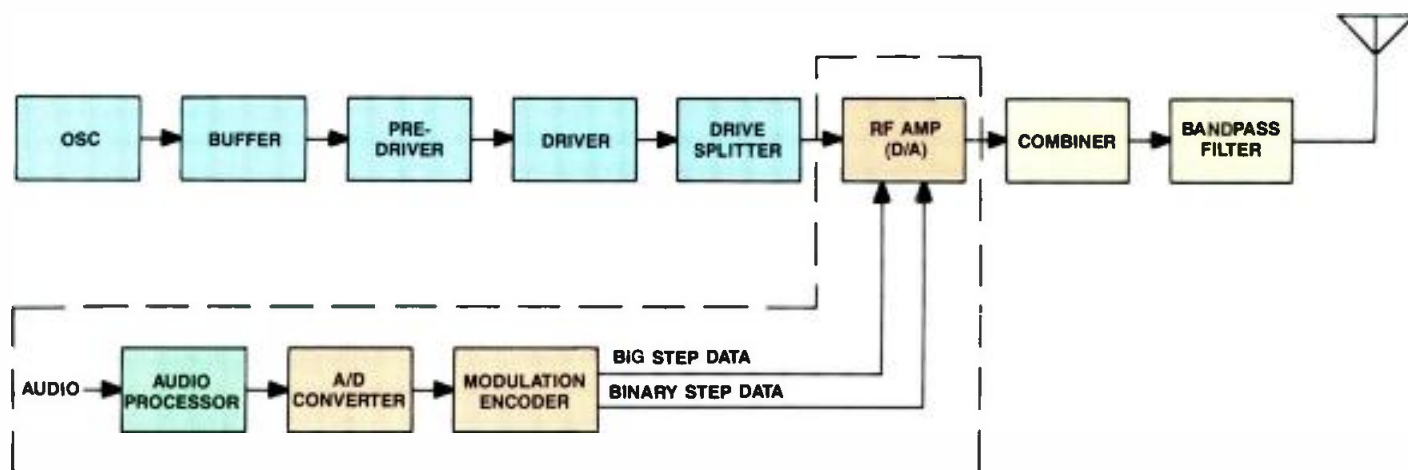 OSC
BUFFER
PRE-
DRIVER
DRIVER
DRIVE
SPLITTER
RF AMP
(D/A)
COMBINER
BANDPASS
FILTER
AUDIO
AUDIO
PROCESSOR
A/D
CONVERTER
MODULATION
ENCODER
BIG STEP DATA
BINARY STEP DATA